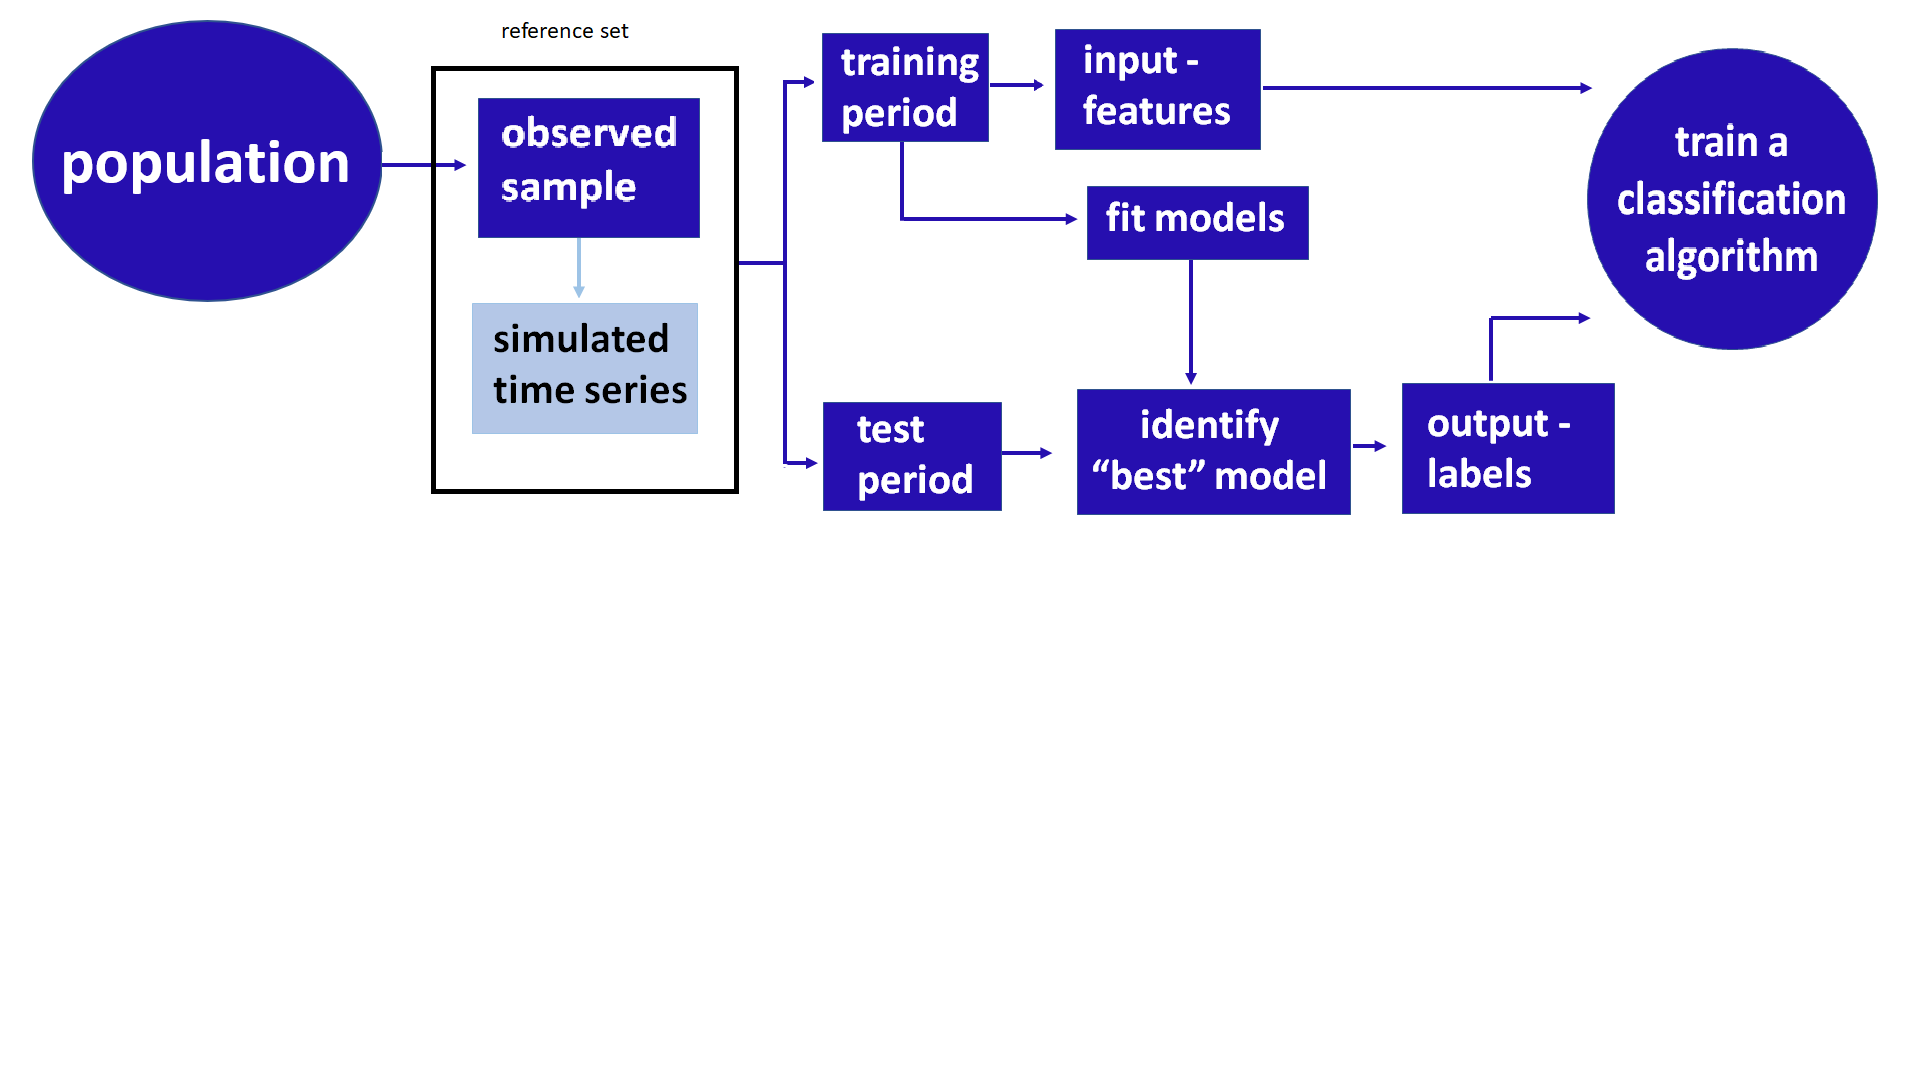 population
reference set
observed
sample
simulated
time series
training
period
input -
features
fit models
test
period
identify
“best” model
output -
labels
train a
classification
algorithm